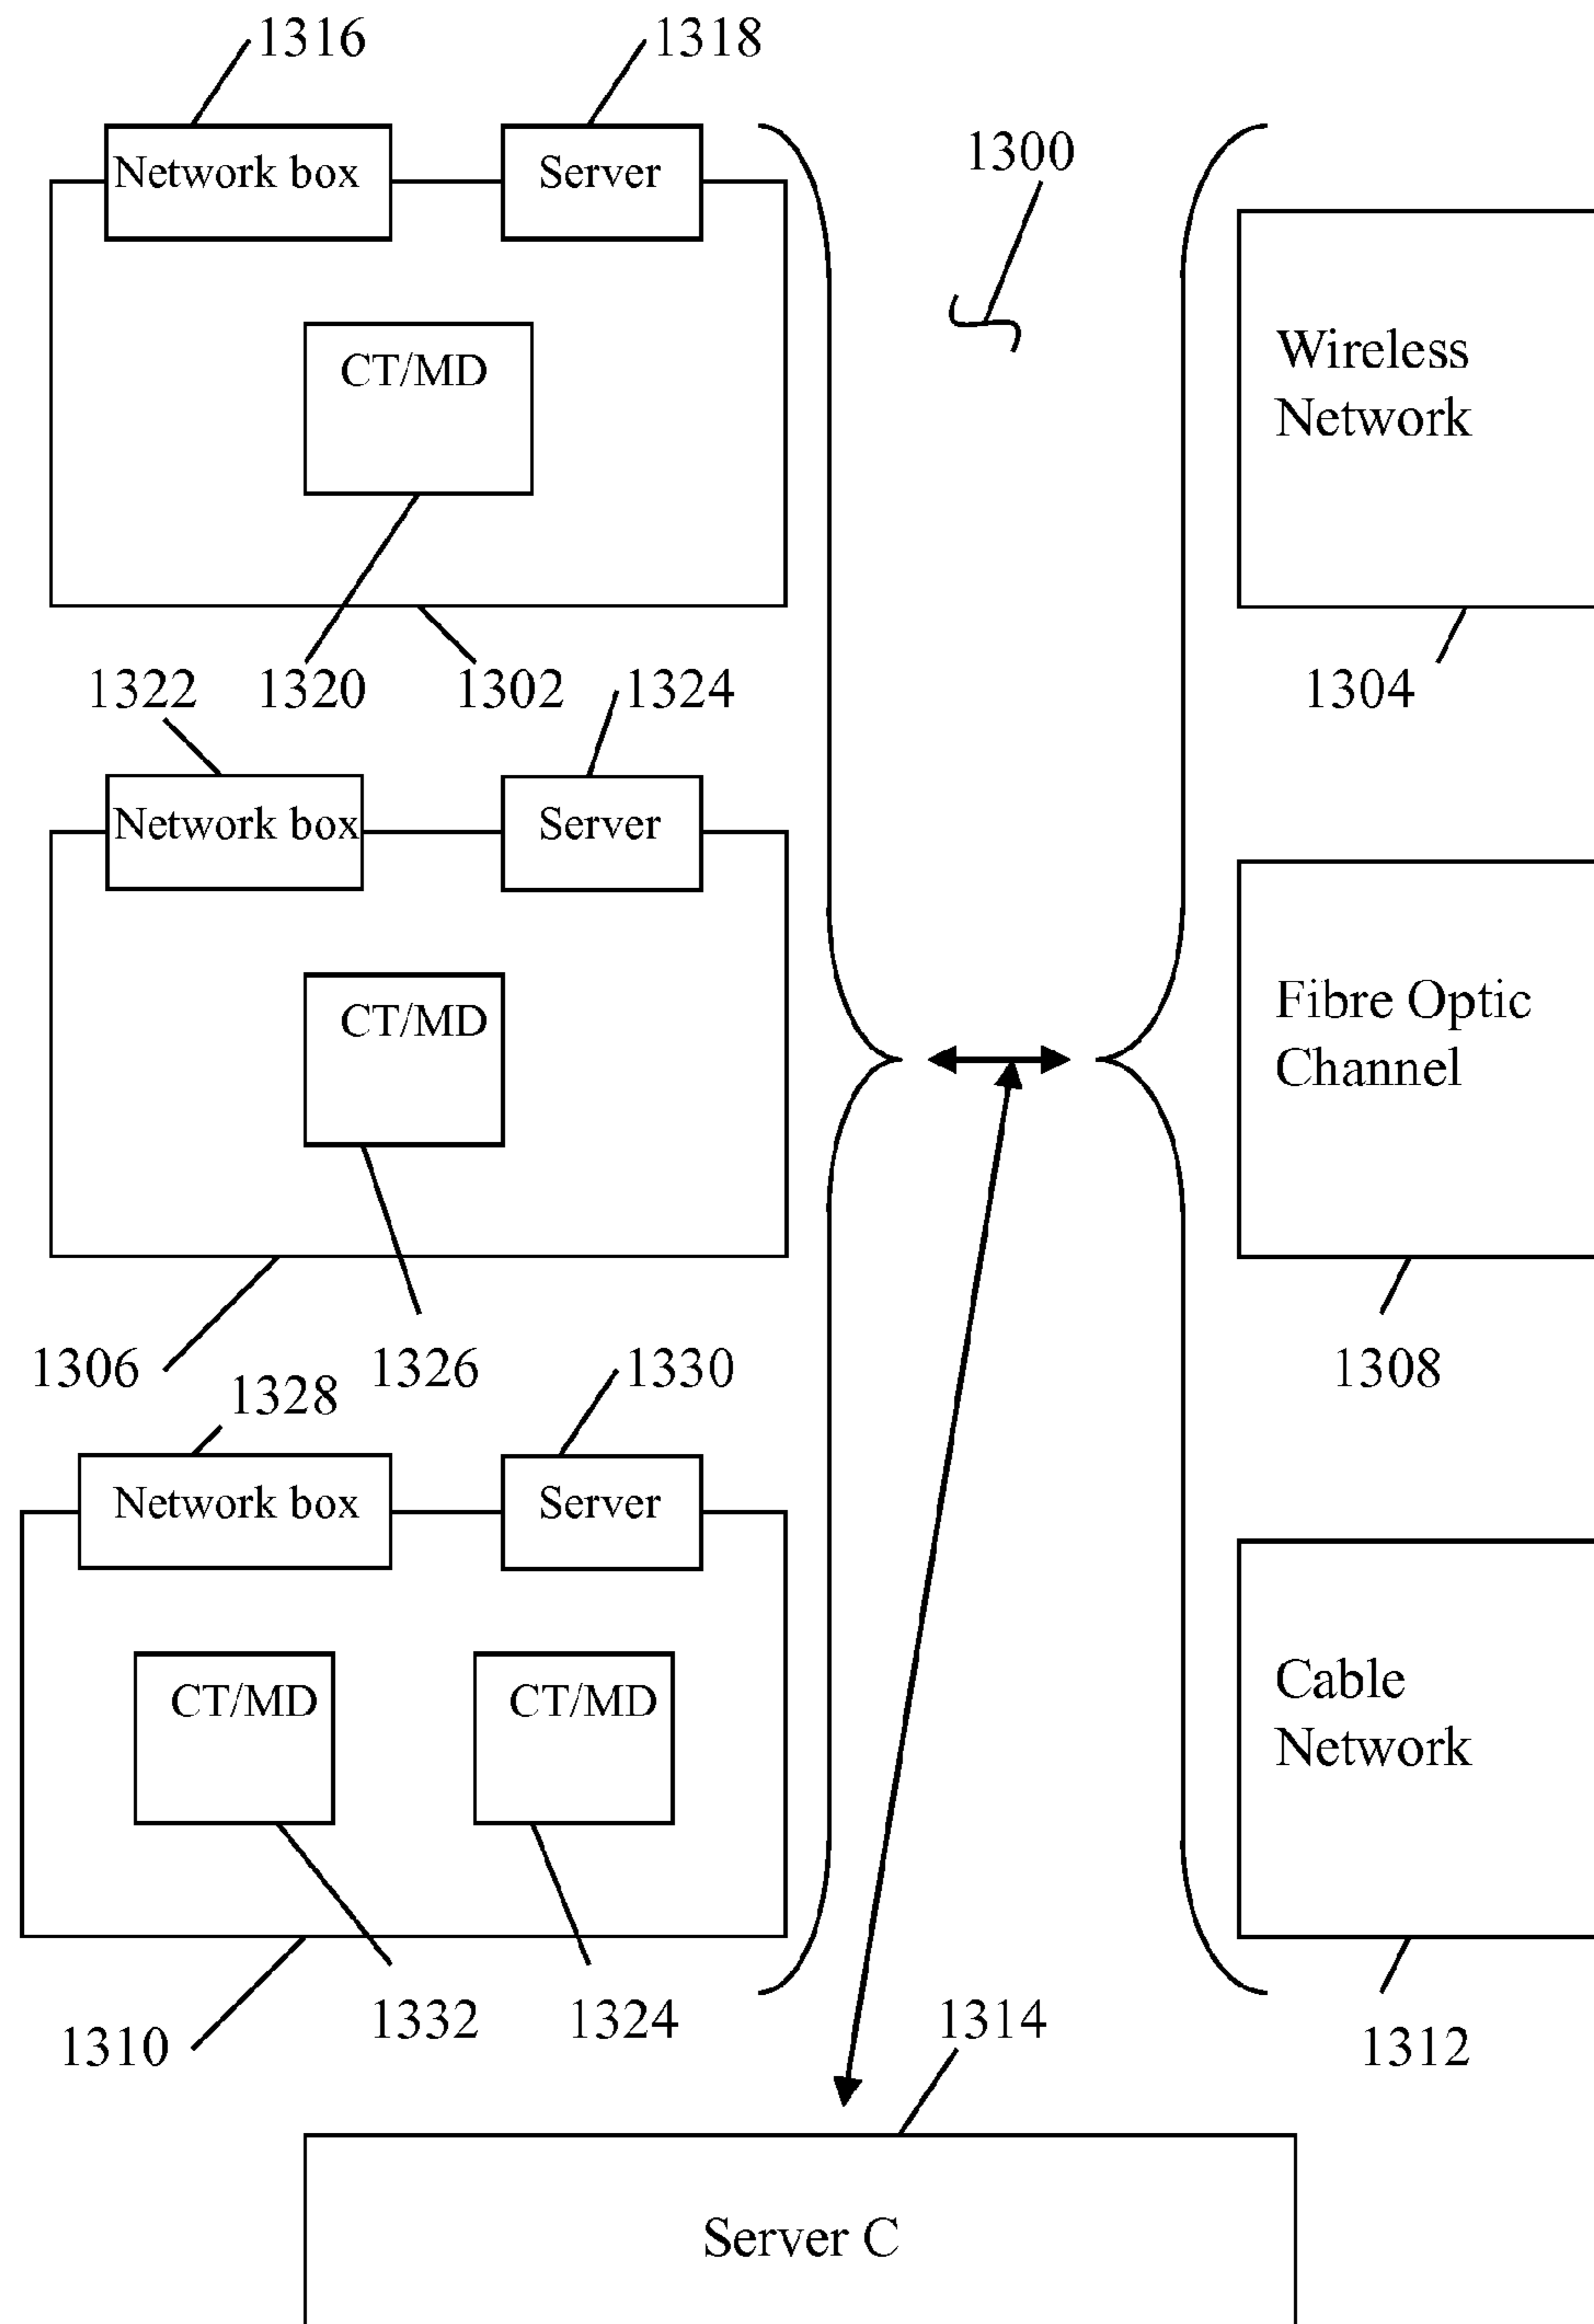 1316
1318
1300
Network box
Server
CT/MD
Wireless
Network
1322
1320
1302
1324
1304
Network box
Server
CT/MD
Fibre Optic
Channel
1306
1326
1328
1330
1308
Network box
Server
CT/MD
CT/MD
Cable
Network
1310
1332
1324
1314
1312
Server C